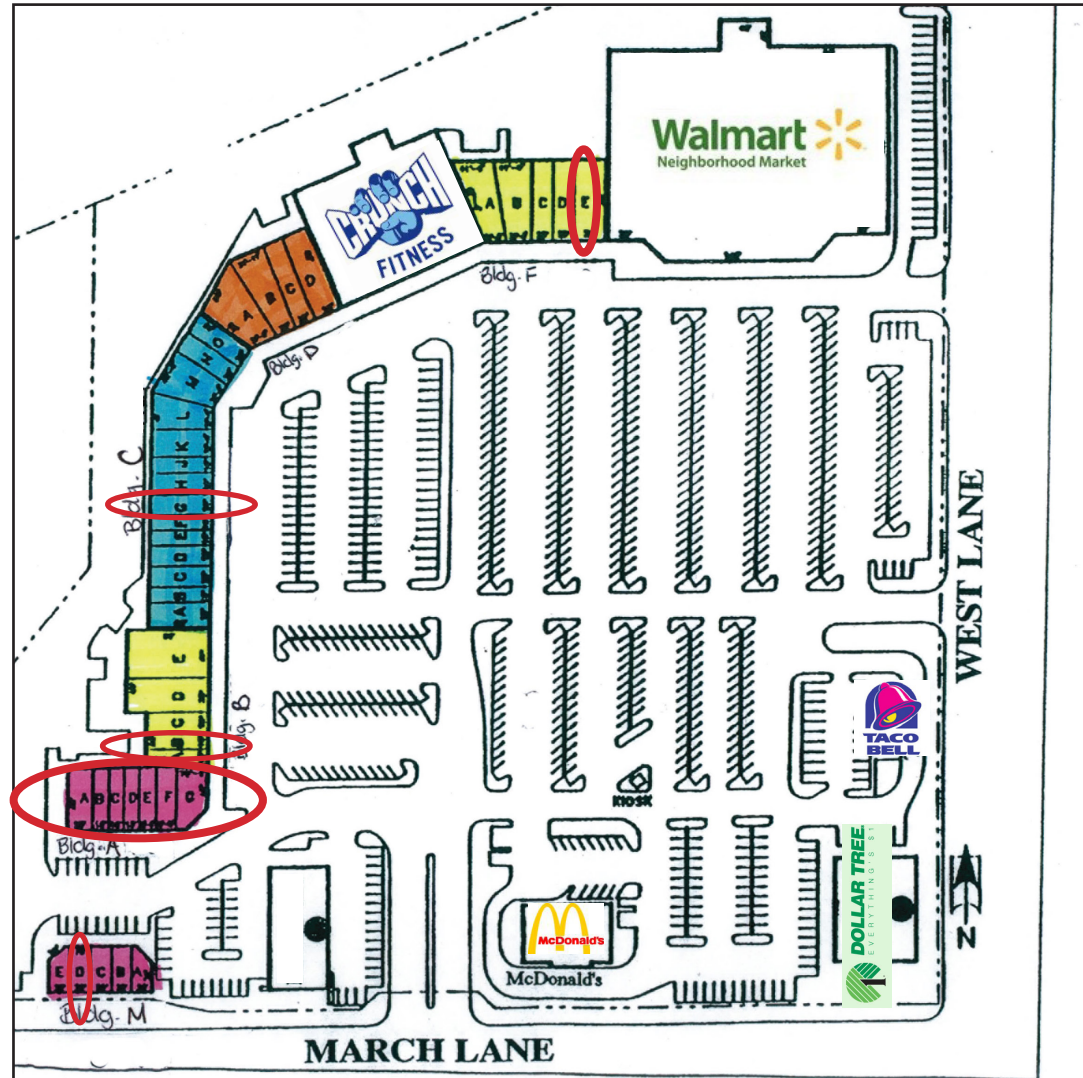 Walmart
Neighborhood Market
CRUNCH
FITNESS
A B C D E
Bldg. F
A B C D
Bldg. D
O
N
M
L
K
J
H
G
F
E
D
C
B
A
Bldg. C
E
D
C
B
A
Bldg. B
A B C D E F G
Bldg. A
E D C B A
Bldg. M
KIOSK
TACO
BELL
DOLLAR TREE
EVERYTHING'S $1
McDonald's
McDonald's
N
WEST LANE
MARCH LANE